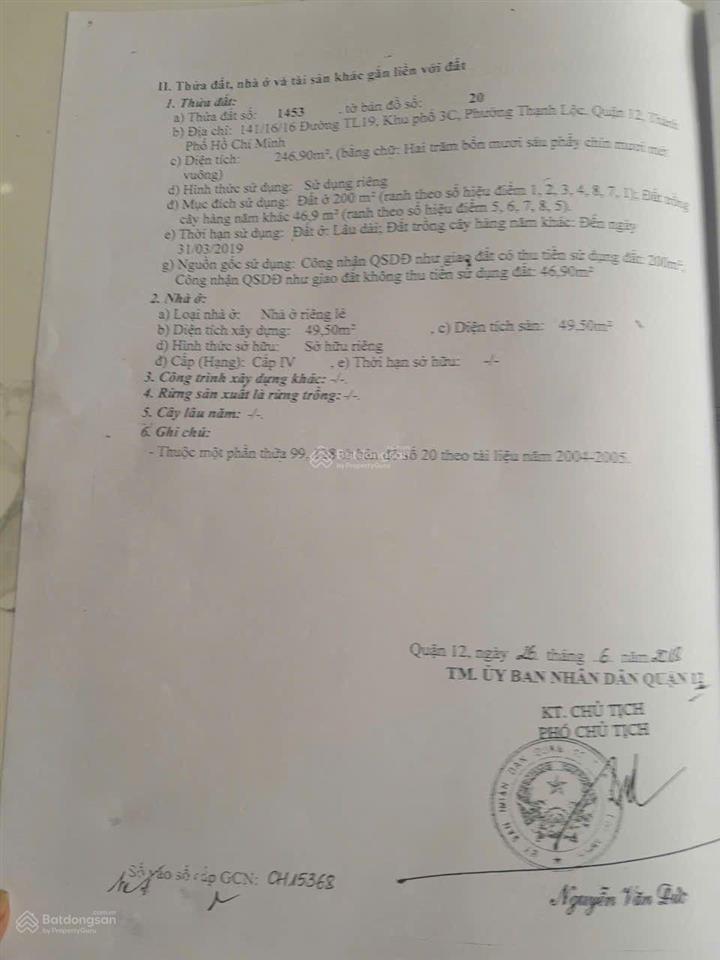 II. Thửa đất, nhà ở và tài sản khác gắn liền với đất
1. Thửa đất:
a) Thửa đất số: 1453 , tờ bản đồ số: 20
b) Địa chỉ: 141/16/16 Đường TL19, Khu phố 3C, Phường Thạnh Lộc, Quận 12, Thành
Phố Hồ Chí Minh
c) Diện tích: 246,90m², (bằng chữ: Hai trăm bốn mươi sáu phẩy chín mươi mét
vuông)
d) Hình thức sử dụng: Sử dụng riêng
đ) Mục đích sử dụng: Đất ở 200 m² (ranh theo số hiệu điểm 1, 2, 3, 4, 8, 7, 1); Đất trồng
cây hàng năm khác 46,9 m² (ranh theo số hiệu điểm 5, 6, 7, 8, 5).
e) Thời hạn sử dụng: Đất ở: Lâu dài; Đất trồng cây hàng năm khác: Đến ngày
31/03/2019
g) Nguồn gốc sử dụng: Công nhận QSDĐ như giao đất có thu tiền sử dụng đất: 200m²,
Công nhận QSDĐ như giao đất không thu tiền sử dụng đất: 46,90m²
2. Nhà ở:
a) Loại nhà ở: Nhà ở riêng lẻ
b) Diện tích xây dựng: 49,50m² , c) Diện tích sàn: 49,50m²
d) Hình thức sở hữu: Sở hữu riêng
đ) Cấp (Hạng): Cấp IV , e) Thời hạn sở hữu: -/-
3. Công trình xây dựng khác: -/-.
4. Rừng sản xuất là rừng trồng: -/-.
5. Cây lâu năm: -/-.
6. Ghi chú:
- Thuộc một phần thửa 99, tờ bản đồ số 20 theo tài liệu năm 2004-2005.
Batdongsan
by PropertyGuru
Quận 12, ngày 26 tháng 6 năm
TM. ỦY BAN NHÂN DÂN QUẬN 12
KT. CHỦ TỊCH
PHÓ CHỦ TỊCH
Số vào sổ cấp GCN: CH15368
Nguyễn Văn Đức
Batdongsan.com.vn
by PropertyGuru